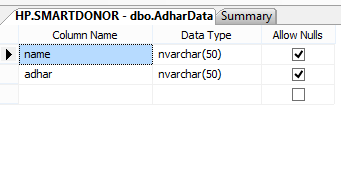 HP.SMARTDONOR - dbo.AdharData Summary
Column Name Data Type Allow Nulls
name nvarchar(50)
adhar nvarchar(50)